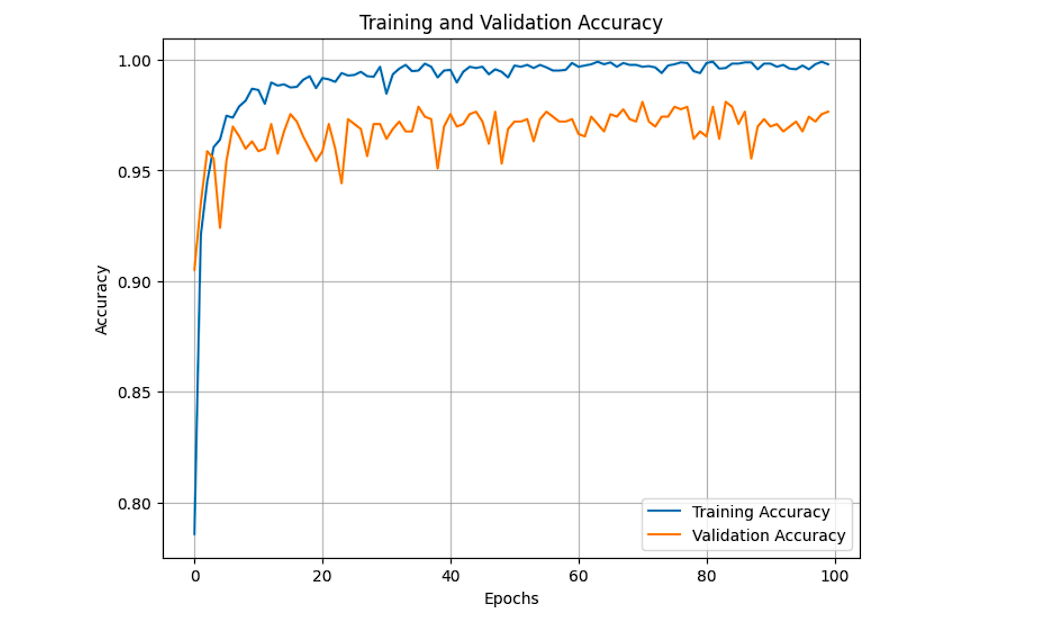 Training and Validation Accuracy
1.00
0.95
0.90
0.85
0.80
Accuracy
Training Accuracy
Validation Accuracy
0 20 40 60 80 100
Epochs